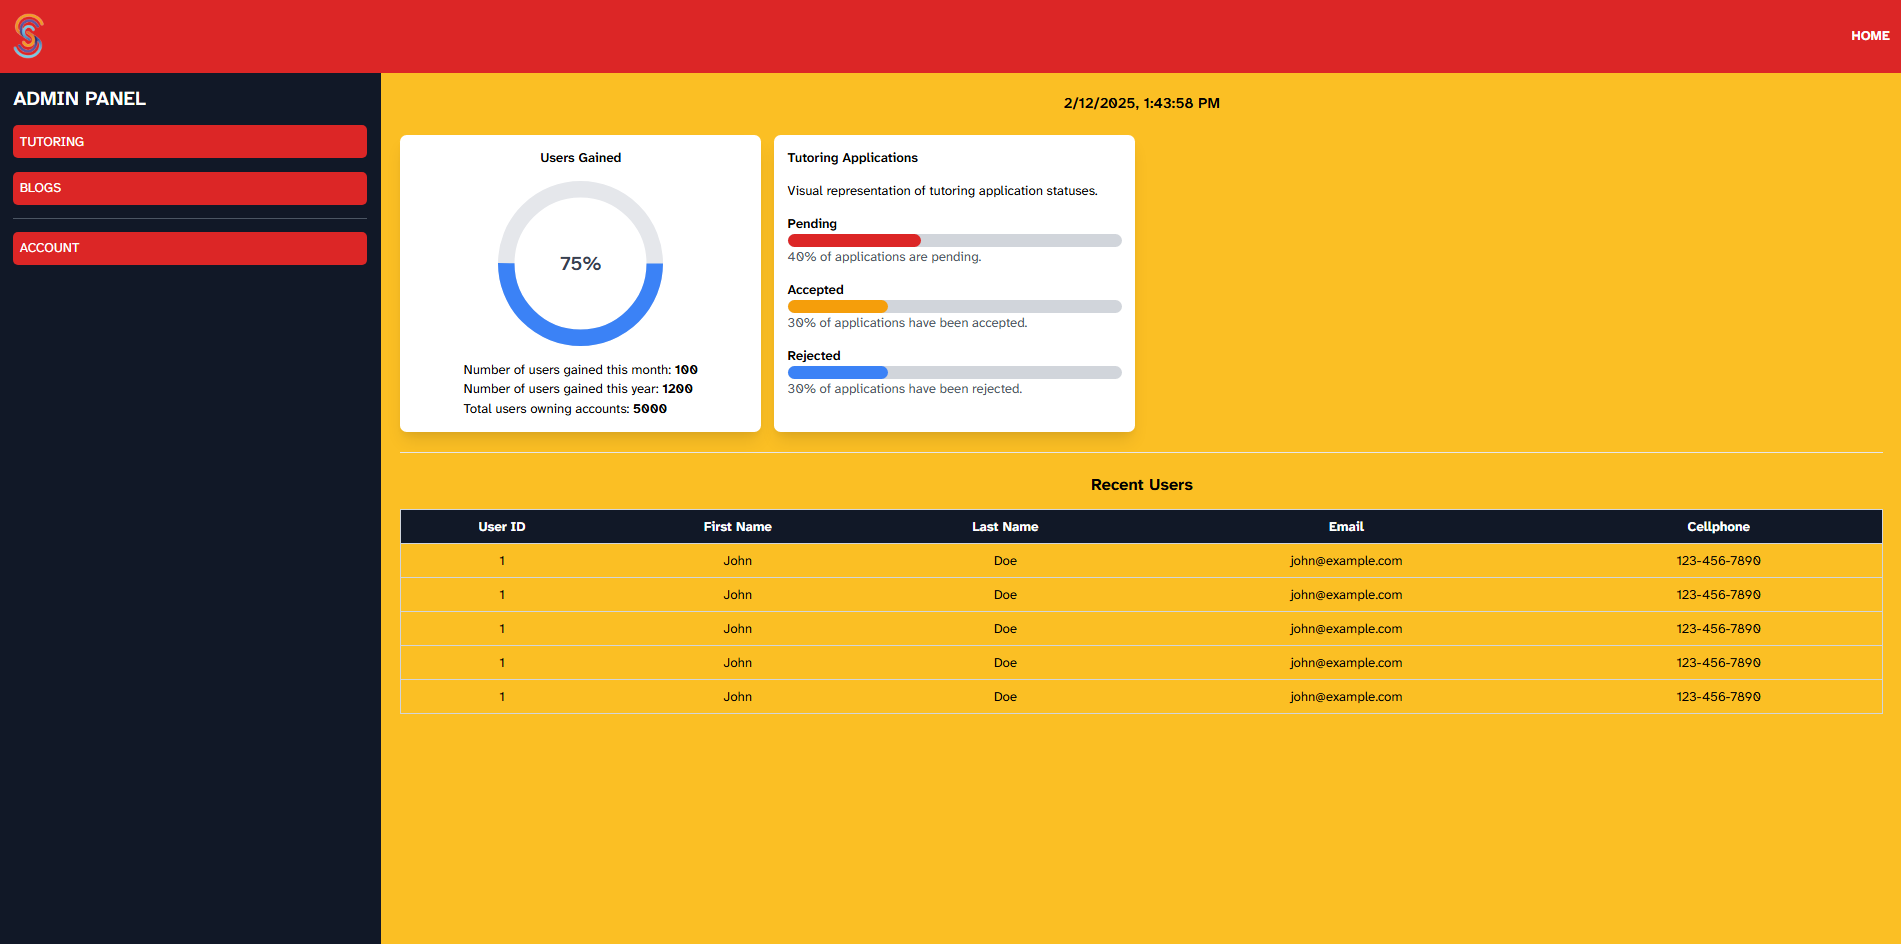 HOME
ADMIN PANEL
TUTORING
BLOGS
ACCOUNT
2/12/2025, 1:43:58 PM
Users Gained
75%
Number of users gained this month: 100
Number of users gained this year: 1200
Total users owning accounts: 5000
Tutoring Applications
Visual representation of tutoring application statuses.
Pending
40% of applications are pending.
Accepted
30% of applications have been accepted.
Rejected
30% of applications have been rejected.
Recent Users
User ID First Name Last Name Email Cellphone
1 John Doe john@example.com 123-456-7890
1 John Doe john@example.com 123-456-7890
1 John Doe john@example.com 123-456-7890
1 John Doe john@example.com 123-456-7890
1 John Doe john@example.com 123-456-7890